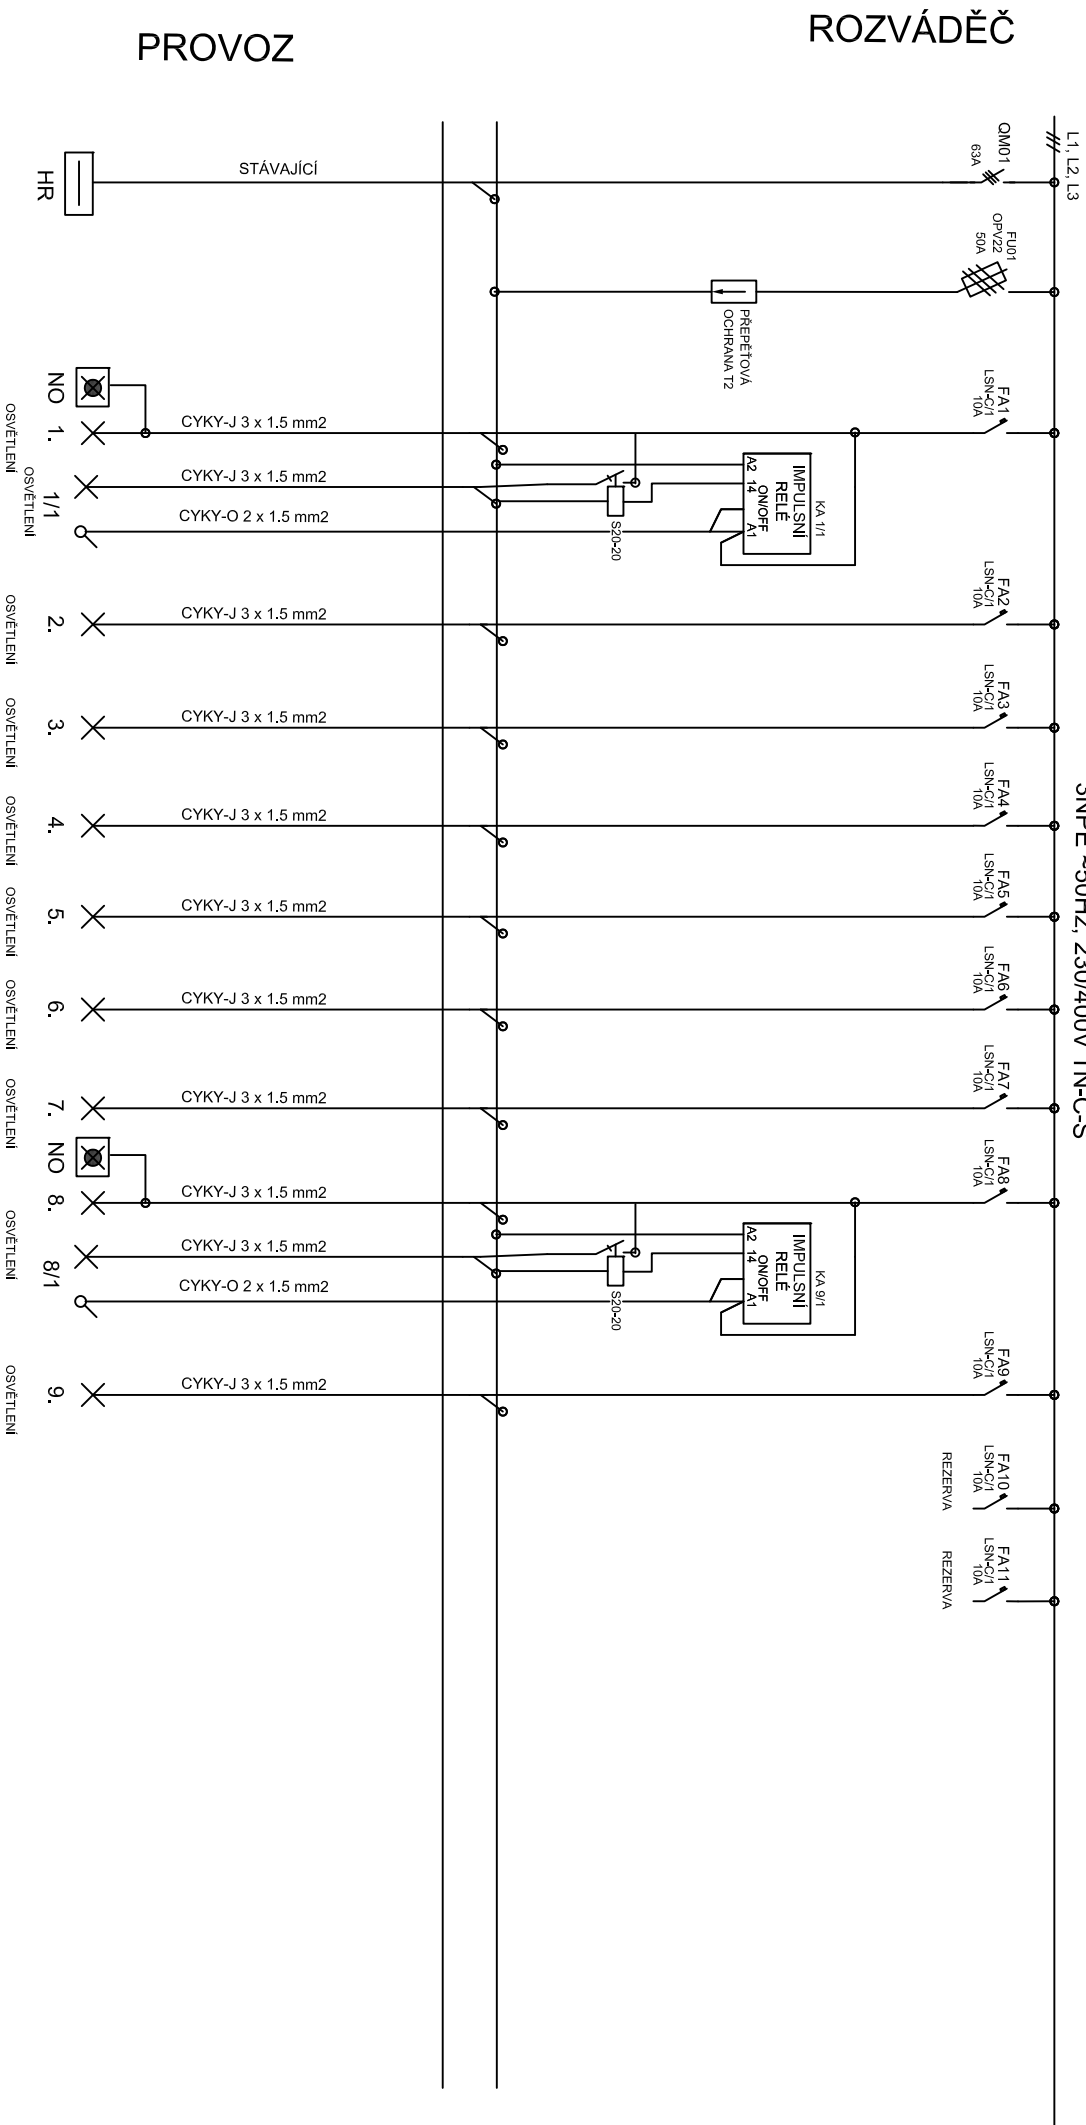 PROVOZ
ROZVÁDĚČ
L1, L2, L3
QM01
63A
STÁVAJÍCÍ
HR
FU01
OPV22
50A
PŘEPĚŤOVÁ
OCHRANA T2
FA1
LSN-C/1
10A
NO
1.
CYKY-J 3 x 1.5 mm2
OSVĚTLENÍ
1/1
CYKY-J 3 x 1.5 mm2
CYKY-O 2 x 1.5 mm2
OSVĚTLENÍ
KA 1/1
IMPULSNÍ
RELÉ
ON/OFF
A2
14
A1
S20-20
FA2
LSN-C/1
10A
2.
CYKY-J 3 x 1.5 mm2
OSVĚTLENÍ
FA3
LSN-C/1
10A
3.
CYKY-J 3 x 1.5 mm2
OSVĚTLENÍ
3NPE ~50Hz, 230/400V TN-C-S
FA4
LSN-C/1
10A
4.
CYKY-J 3 x 1.5 mm2
OSVĚTLENÍ
FA5
LSN-C/1
10A
5.
CYKY-J 3 x 1.5 mm2
OSVĚTLENÍ
FA6
LSN-C/1
10A
6.
CYKY-J 3 x 1.5 mm2
OSVĚTLENÍ
FA7
LSN-C/1
10A
7.
CYKY-J 3 x 1.5 mm2
OSVĚTLENÍ
FA8
LSN-C/1
10A
NO
8.
CYKY-J 3 x 1.5 mm2
OSVĚTLENÍ
8/1
CYKY-J 3 x 1.5 mm2
CYKY-O 2 x 1.5 mm2
KA 9/1
IMPULSNÍ
RELÉ
ON/OFF
A2
14
A1
S20-20
FA9
LSN-C/1
10A
9.
CYKY-J 3 x 1.5 mm2
OSVĚTLENÍ
FA10
LSN-C/1
10A
REZERVA
FA11
LSN-C/1
10A
REZERVA